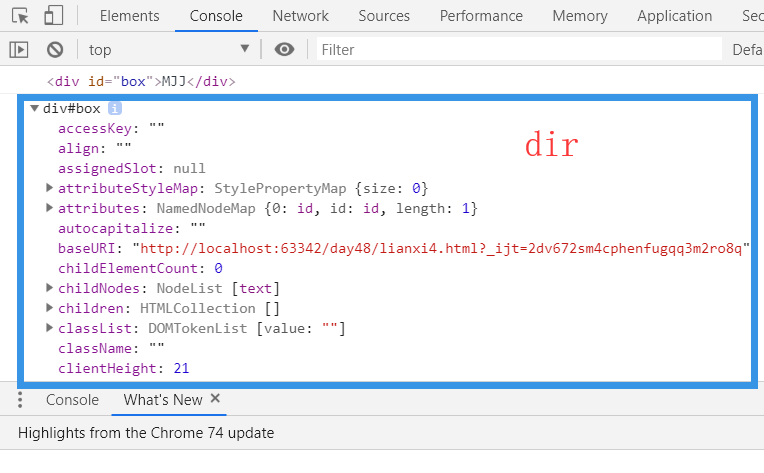 Elements Console Network Sources Performance Memory Application Sec
top Filter Defa
<div id="box">MJJ</div>
div#box i
dir
accessKey: ""
align: ""
assignedSlot: null
attributeStyleMap: StylePropertyMap {size: 0}
attributes: NamedNodeMap {0: id, id: id, length: 1}
autocapitalize: ""
baseURI: "http://localhost:63342/day48/lianxi4.html?_ijt=2dv672sm4cphenfugqq3m2ro8q"
childElementCount: 0
childNodes: NodeList [text]
children: HTMLCollection []
classList: DOMTokenList [value: ""]
className: ""
clientHeight: 21
Console What's New
Highlights from the Chrome 74 update